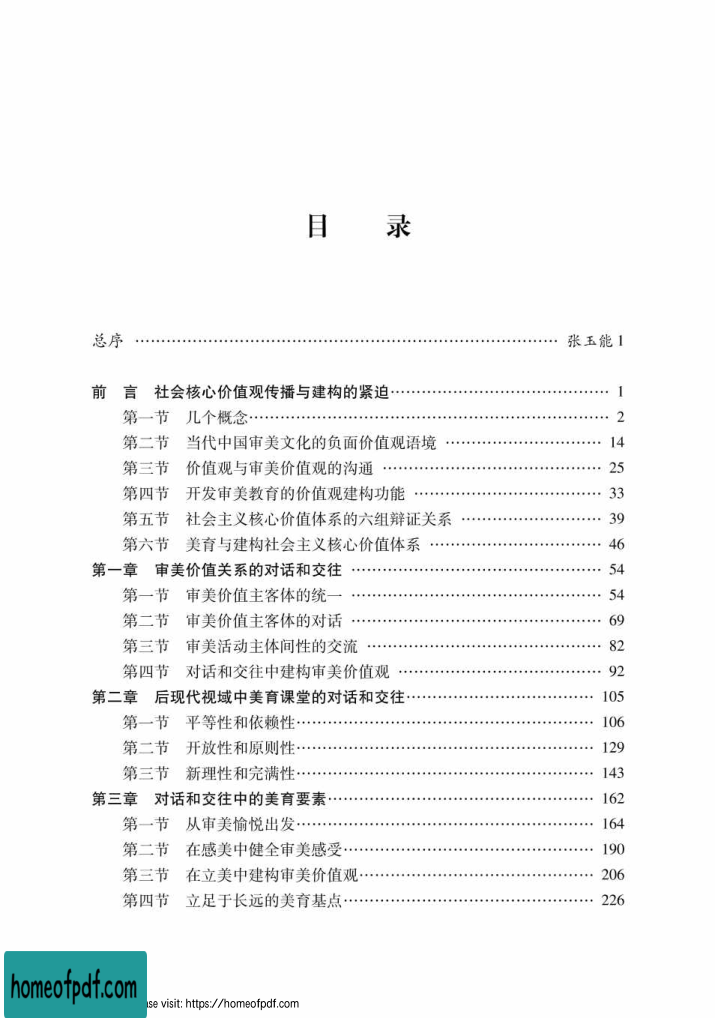 目 录
总序 …………………………………………………………………… 张玉能 1
前 言 社会核心价值观传播与建构的紧迫…………………………………… 1
第一节 几个概念…………………………………………………………… 2
第二节 当代中国审美文化的负面价值观语境 ………………………… 14
第三节 价值观与审美价值观的沟通 …………………………………… 25
第四节 开发审美教育的价值观建构功能 ……………………………… 33
第五节 社会主义核心价值体系的六组辩证关系 ……………………… 39
第六节 美育与建构社会主义核心价值体系 …………………………… 46
第一章 审美价值关系的对话和交往 ………………………………………… 54
第一节 审美价值主客体的统一 ………………………………………… 54
第二节 审美价值主客体的对话 ………………………………………… 69
第三节 审美活动主体间性的交流 ……………………………………… 82
第四节 对话和交往中建构审美价值观 ………………………………… 92
第二章 后现代视域中美育课堂的对话和交往……………………………… 105
第一节 平等性和依赖性………………………………………………… 106
第二节 开放性和原则性………………………………………………… 129
第三节 新理性和完满性………………………………………………… 143
第三章 对话和交往中的美育要素…………………………………………… 162
第一节 从审美愉悦出发………………………………………………… 164
第二节 在感美中健全审美感受………………………………………… 190
第三节 在立美中建构审美价值观……………………………………… 206
第四节 立足于长远的美育基点………………………………………… 226
homeofpdf.com
visit: https://homeofpdf.com